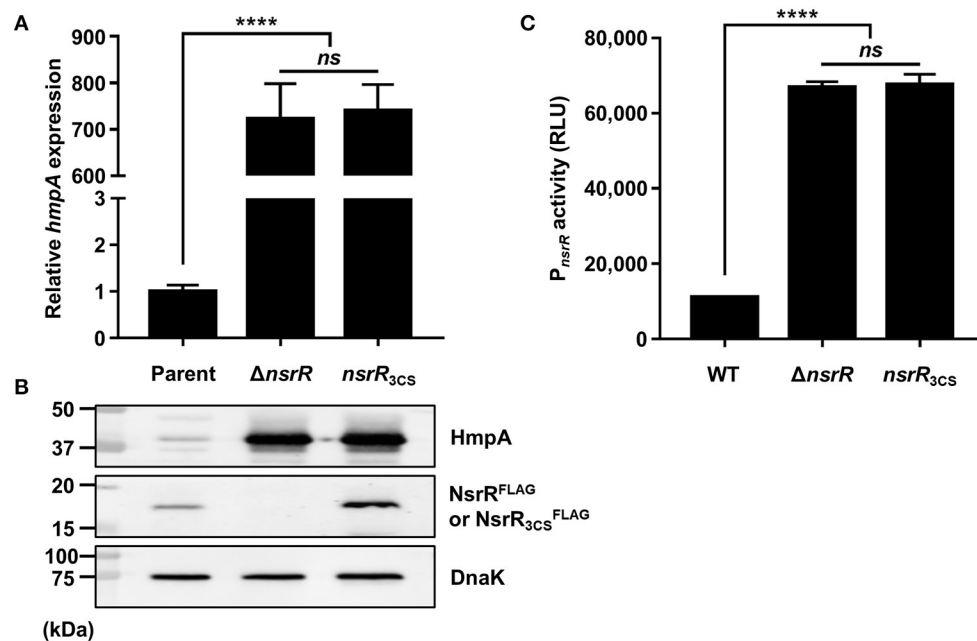 A
****
ns
Relative hmpA expression
900
800
700
600
3
2
1
0
Parent ΔnsrR nsrR3CS
C
****
ns
PnsrR activity (RLU)
80,000
60,000
40,000
20,000
0
WT ΔnsrR nsrR3CS
B
50
37
HmpA
20
15
NsrRFLAG
or NsrR3CSFLAG
100
75
DnaK
(kDa)